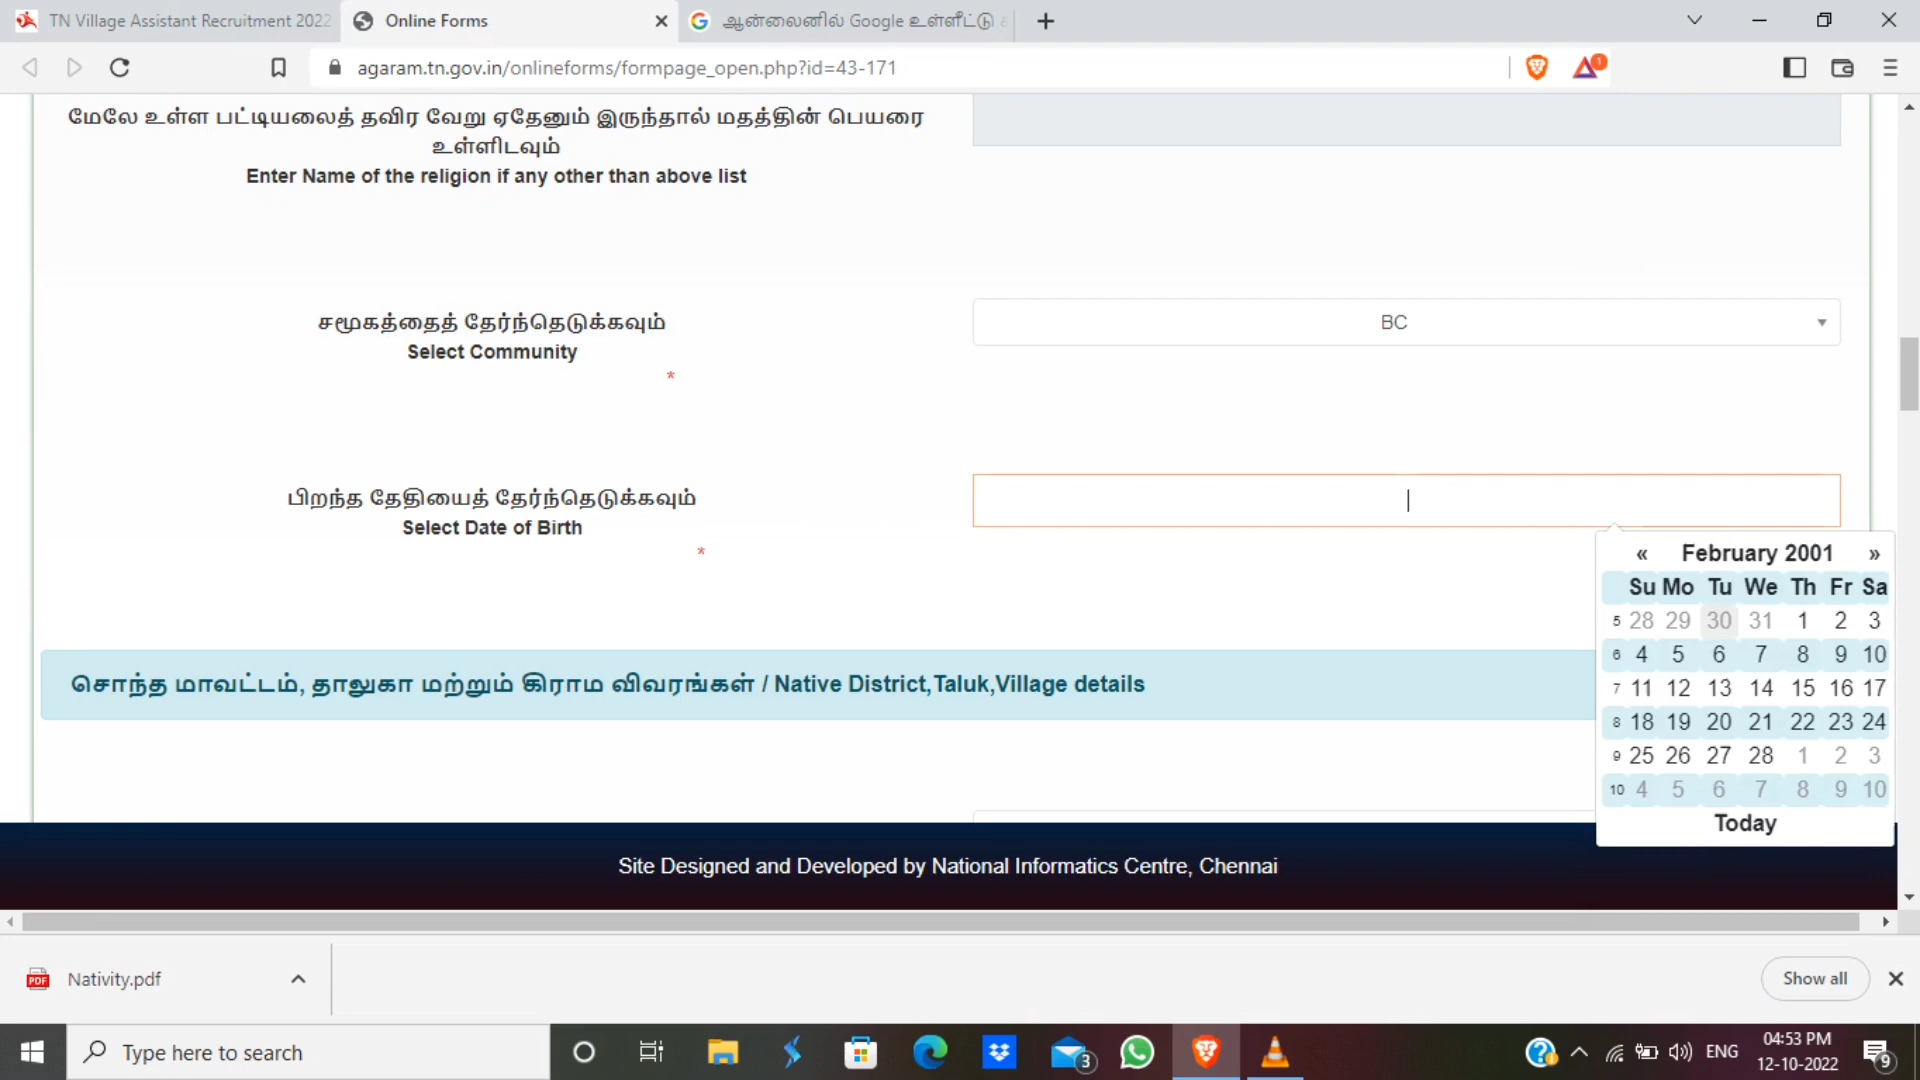 TN Village Assistant Recruitment 2022
Online Forms
ஆன்லைனில் Google உள்ளீட்டு
agaram.tn.gov.in/onlineforms/formpage_open.php?id=43-171
1
மேலே உள்ள பட்டியலைத் தவிர வேறு ஏதேனும் இருந்தால் மதத்தின் பெயரை
உள்ளிடவும்
Enter Name of the religion if any other than above list
சமூகத்தைத் தேர்ந்தெடுக்கவும்
BC
Select Community
*
பிறந்த தேதியைத் தேர்ந்தெடுக்கவும்
Select Date of Birth
*
« February 2001 »
Su Mo Tu We Th Fr Sa
5 28 29 30 31 1 2 3
6 4 5 6 7 8 9 10
7 11 12 13 14 15 16 17
8 18 19 20 21 22 23 24
9 25 26 27 28 1 2 3
10 4 5 6 7 8 9 10
Today
சொந்த மாவட்டம், தாலுகா மற்றும் கிராம விவரங்கள் / Native District,Taluk,Village details
Site Designed and Developed by National Informatics Centre, Chennai
PDF Nativity.pdf
Show all
Type here to search
3
ENG
04:53 PM
12-10-2022
9